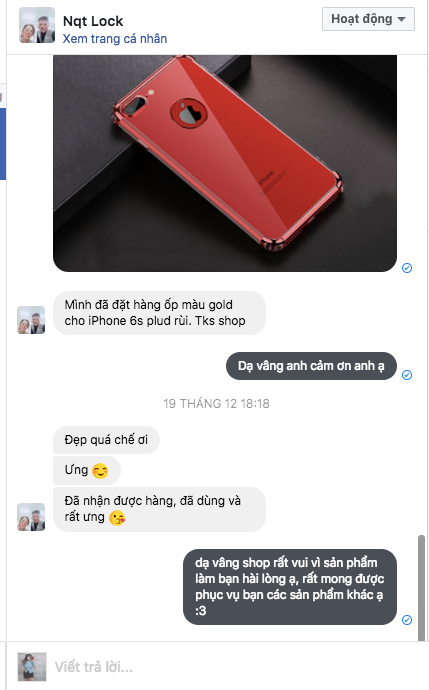 Nqt Lock
Xem trang cá nhân
Hoạt động
iPhone
Mình đã đặt hàng ốp màu gold
cho iPhone 6s plud rùi. Tks shop
Dạ vâng anh cảm ơn anh ạ
19 THÁNG 12 18:18
Đẹp quá chế ơi
Ưng 😊
Đã nhận được hàng, đã dùng và
rất ưng 😘
dạ vâng shop rất vui vì sản phẩm
làm bạn hài lòng ạ, rất mong được
phục vụ bạn các sản phẩm khác ạ
:3
Viết trả lời...